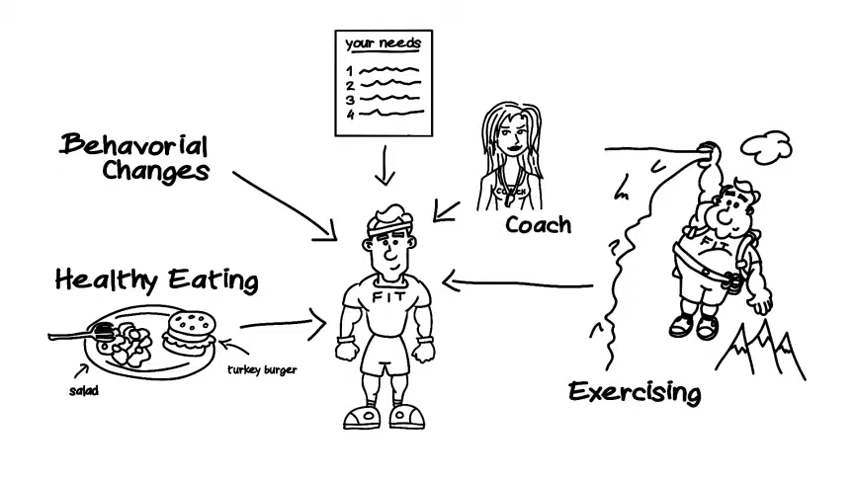 your needs
1
2
3
4
Behavorial
Changes
COACH
Coach
Healthy Eating
FIT
FIT
turkey burger
salad
Exercising